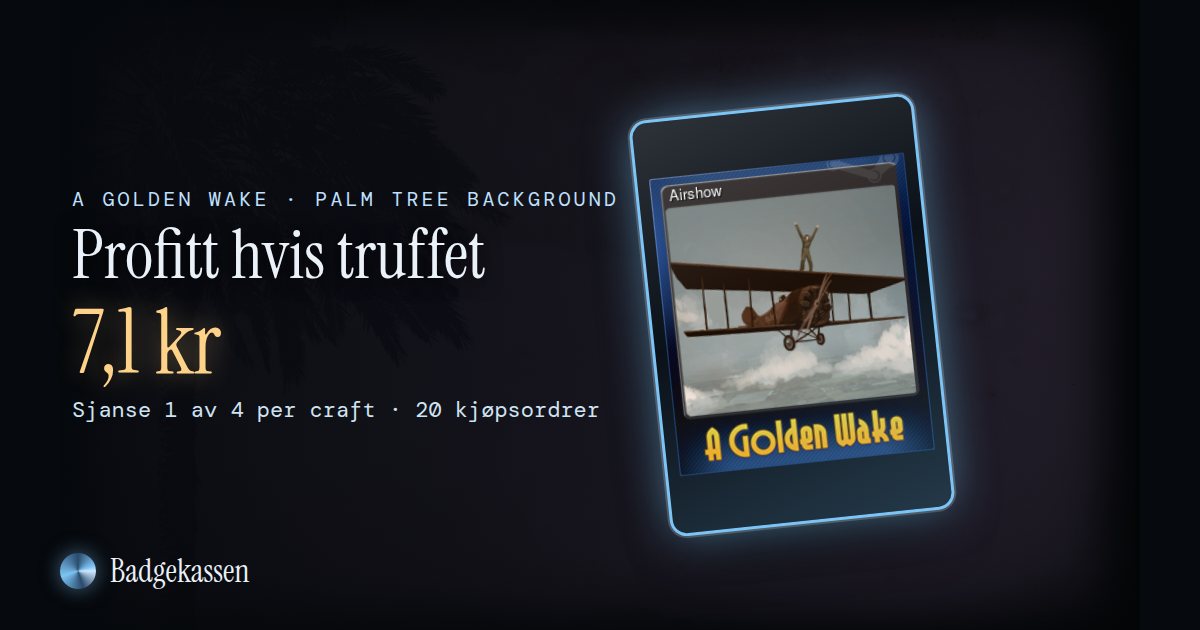 A GOLDEN WAKE · PALM TREE BACKGROUND
Profitt hvis truffet
7,1 kr
Sjanse 1 av 4 per craft · 20 kjøpsordrer
Airshow
A Golden Wake
Badgekassen